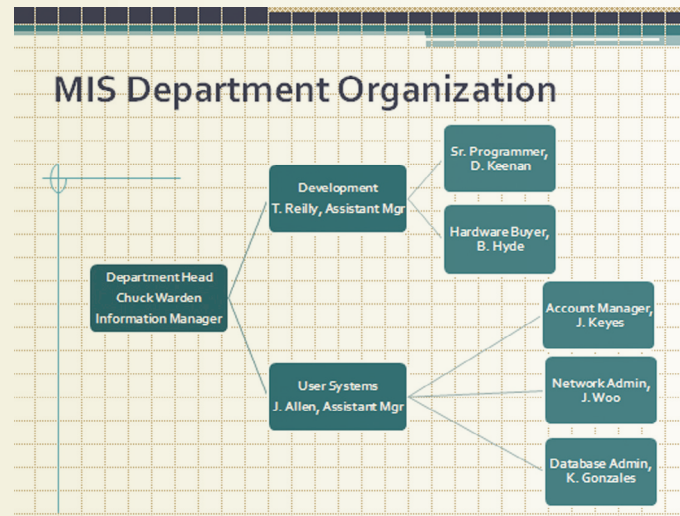 MIS Department Organization
Sr. Programmer,
D. Keenan
Development
T. Reilly, Assistant Mgr
Hardware Buyer,
B. Hyde
Department Head
Chuck Warden
Information Manager
Account Manager,
J. Keyes
User Systems
J. Allen, Assistant Mgr
Network Admin,
J. Woo
Database Admin,
K. Gonzales